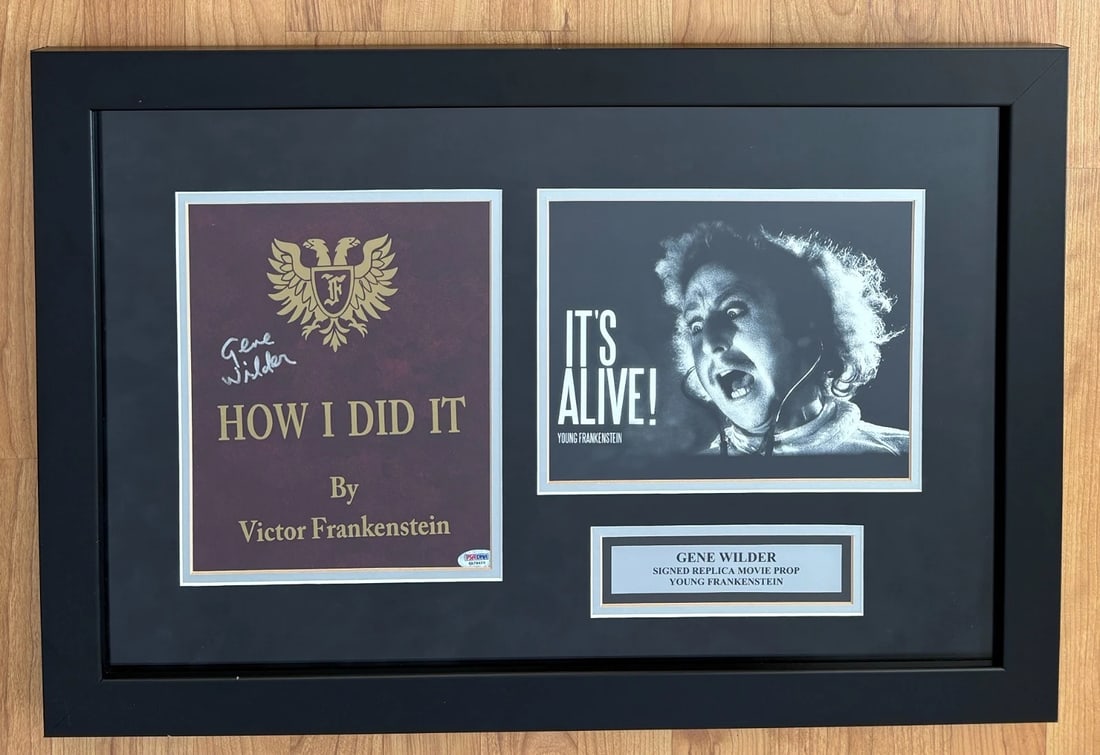 F
Gene
Wilder
HOW I DID IT
By
Victor Frankenstein
PSA/DNA
IT'S
ALIVE!
YOUNG FRANKENSTEIN
GENE WILDER
SIGNED REPLICA MOVIE PROP
YOUNG FRANKENSTEIN